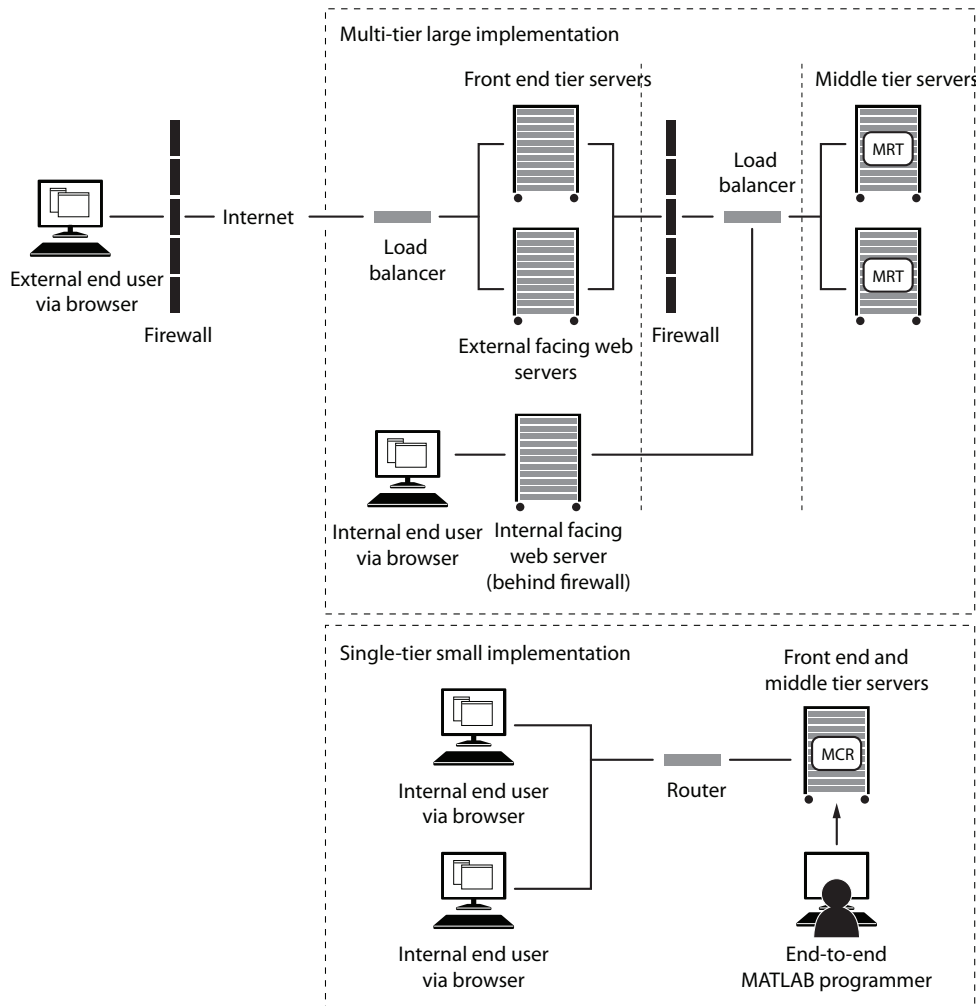 Multi-tier large implementation
Front end tier servers
Middle tier servers
MRT
Load
balancer
Internet
Load
balancer
MRT
External end user
via browser
Firewall
External facing web
servers
Firewall
Internal end user
via browser
Internal facing
web server
(behind firewall)
Single-tier small implementation
Front end and
middle tier servers
MCR
Internal end user
via browser
Router
Internal end user
via browser
End-to-end
MATLAB programmer